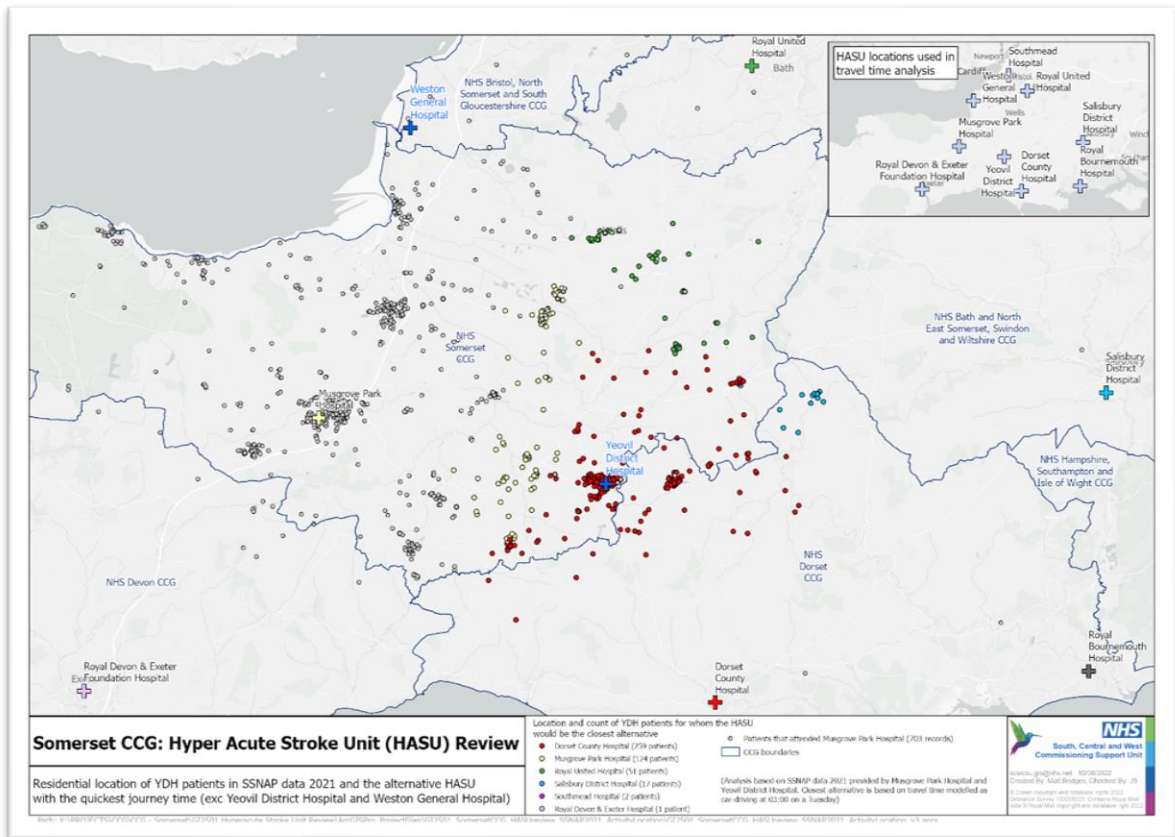 Royal United
Hospital
Bath
Weston
General
Hospital
NHS Bristol, North
Somerset and South
Gloucestershire CCG
HASU locations used in
travel time analysis
Newport
Southmead
Hospital
Cardiff
Weston
General
Hospital
Royal United
Hospital
Wells
Musgrove Park
Hospital
Salisbury
District
Hospital
Royal
Bournemouth
Hospital
Royal Devon & Exeter
Foundation Hospital
Yeovil
District
Hospital
Dorset
County
Hospital
NHS
Somerset
CCG
NHS Bath and North
East Somerset, Swindon
and Wiltshire CCG
Salisbury
District
Hospital
Musgrove Park
Hospital
Yeovil
District
Hospital
NHS Hampshire,
Southampton and
Isle of Wight CCG
NHS Devon CCG
NHS
Dorset
CCG
Royal
Bournemouth
Hospital
Royal Devon & Exeter
Foundation Hospital
Dorset
County
Hospital
Somerset CCG: Hyper Acute Stroke Unit (HASU) Review
Residential location of YDH patients in SSNAP data 2021 and the alternative HASU
with the quickest journey time (exc Yeovil District Hospital and Weston General Hospital)
Location and count of YDH patients for whom the HASU
would be the closest alternative
Dorset County Hospital (259 patients)
Musgrove Park Hospital (124 patients)
Royal United Hospital (51 patients)
Salisbury District Hospital (17 patients)
Southmead Hospital (2 patients)
Royal Devon & Exeter Hospital (1 patient)
Patients that attended Musgrove Park Hospital (703 records)
CCG boundaries
(Analysis based on SSNAP data 2021 provided by Musgrove Park Hospital and
Yeovil District Hospital. Closest alternative is based on travel time modelled as
car-driving at 03:00 on a Tuesday)
NHS
South, Central and West
Commissioning Support Unit
Created By: Matt Bridges, Checked By: JS